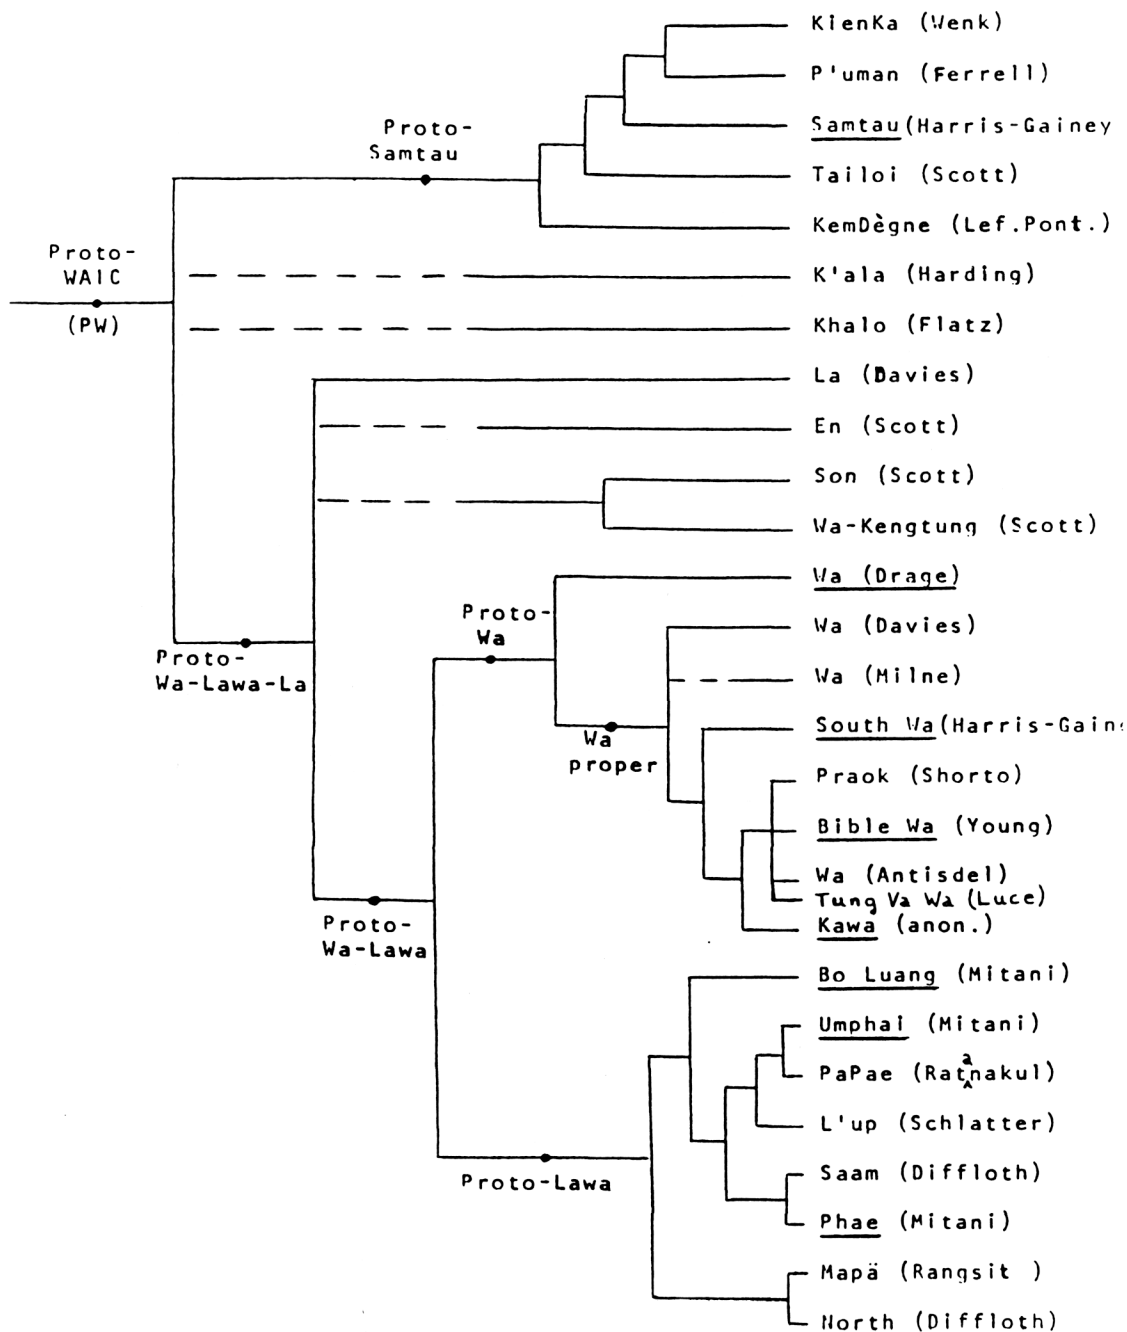 KienKa (Wenk)
P'uman (Ferrell)
Samtau (Harris-Gainey
Proto-
Samtau
Tailoi (Scott)
KemDègne (Lef.Pont.)
Proto-
WAIC
(PW)
K'ala (Harding)
Khalo (Flatz)
La (Davies)
En (Scott)
Son (Scott)
Wa-Kengtung (Scott)
Wa (Drage)
Proto-
Wa
Wa (Davies)
Proto-
Wa-Lawa-La
Wa (Milne)
South Wa (Harris-Gain
Wa
proper
Praok (Shorto)
Bible Wa (Young)
Wa (Antisdel)
Tung Va Wa (Luce)
Kawa (anon.)
Proto-
Wa-Lawa
Bo Luang (Mitani)
Umphai (Mitani)
PaPae (Ratanakul)
L'up (Schlatter)
Saam (Diffloth)
Proto-Lawa
Phae (Mitani)
Mapä (Rangsit )
North (Diffloth)